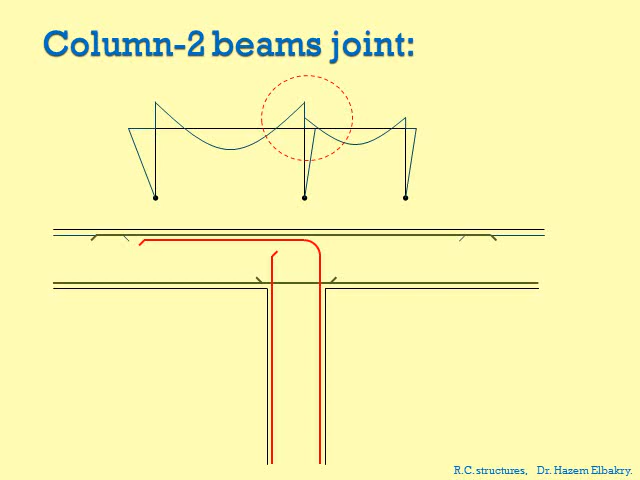 Column-2 beams joint:
R.C. structures, Dr. Hazem Elbakry.